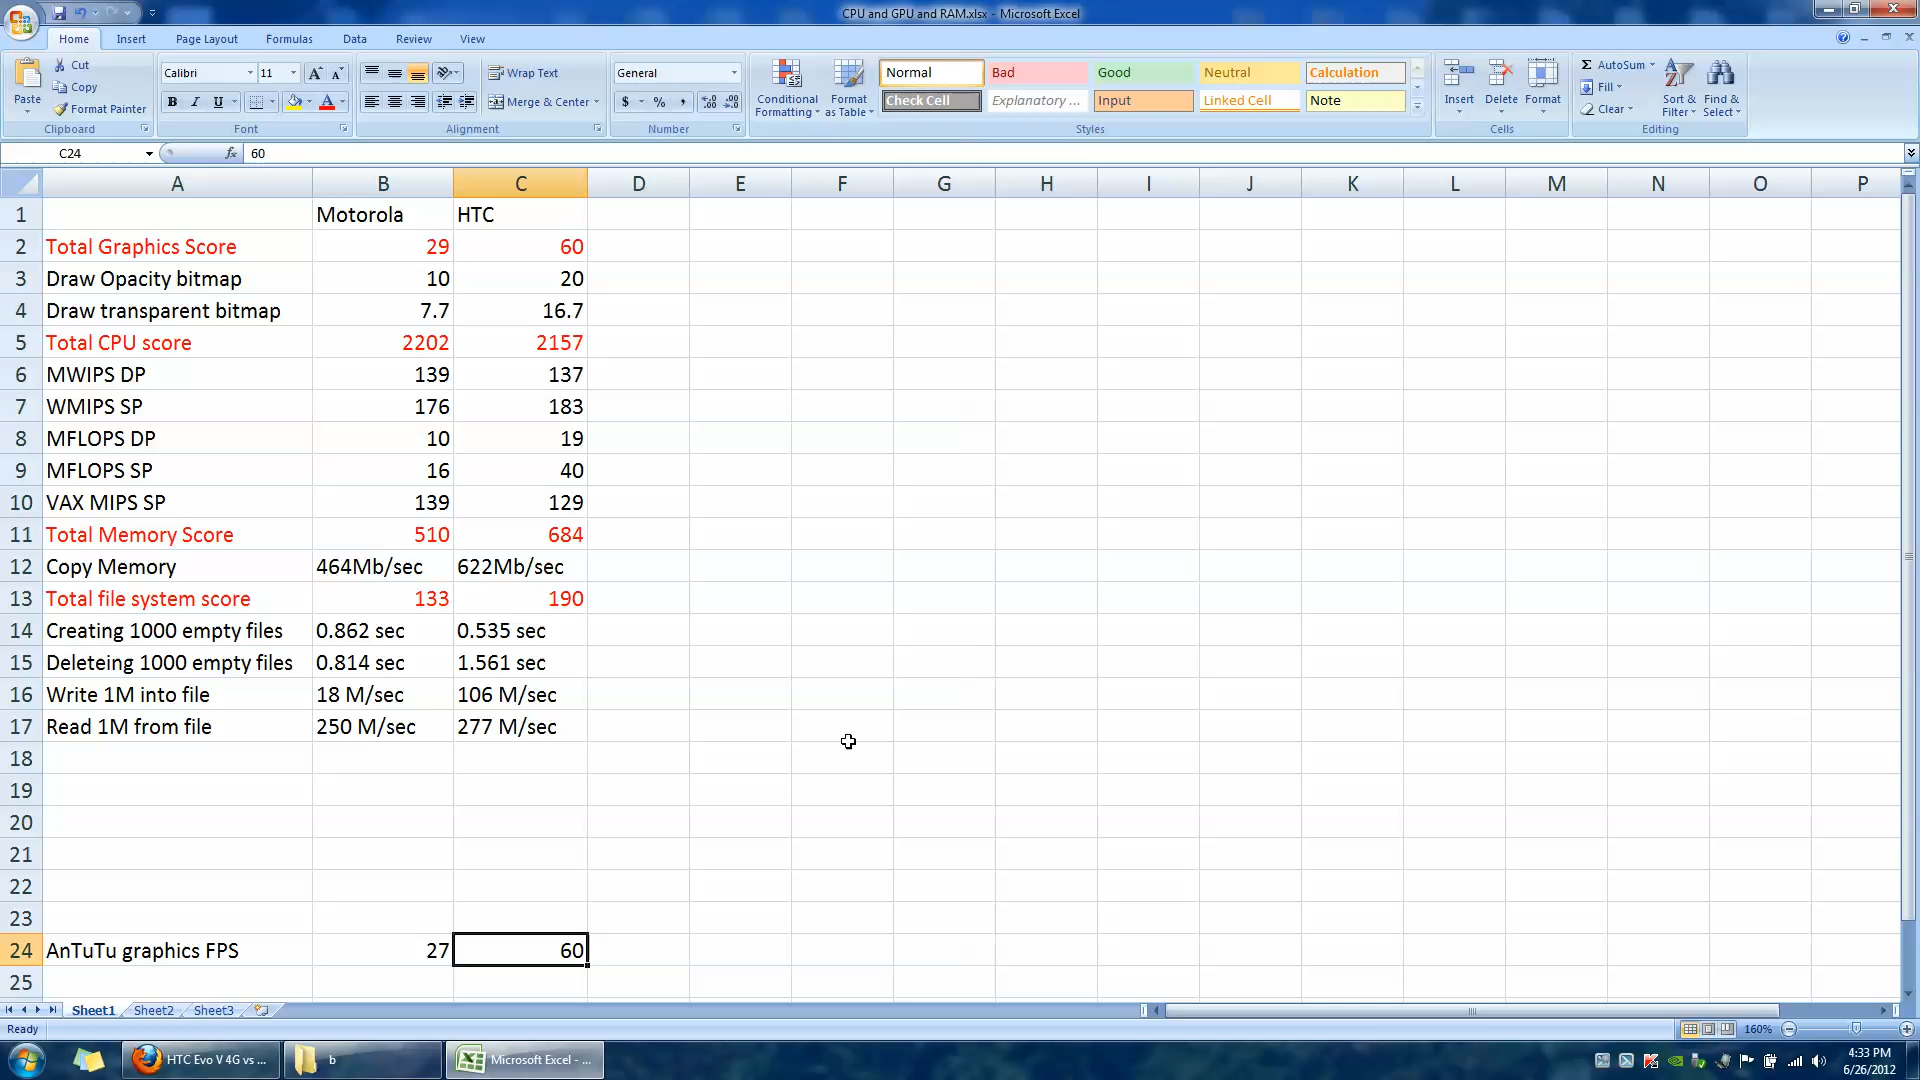 CPU and GPU and RAM.xlsx - Microsoft Excel
Home Insert Page Layout Formulas Data Review View
Paste
Cut
Copy
Format Painter
Clipboard
Calibri 11
B I U
Font
Wrap Text
Merge & Center
Alignment
General
$ % ,
Number
Conditional Formatting
Format as Table
Normal Bad Good Neutral Calculation
Check Cell Explanatory ... Input Linked Cell Note
Styles
Insert Delete Format
Cells
Σ AutoSum
Fill
Clear
Sort & Filter
Find & Select
Editing
C24 fx 60
A B C D E F G H I J K L M N O P
1 Motorola HTC
2 Total Graphics Score 29 60
3 Draw Opacity bitmap 10 20
4 Draw transparent bitmap 7.7 16.7
5 Total CPU score 2202 2157
6 MWIPS DP 139 137
7 WMIPS SP 176 183
8 MFLOPS DP 10 19
9 MFLOPS SP 16 40
10 VAX MIPS SP 139 129
11 Total Memory Score 510 684
12 Copy Memory 464Mb/sec 622Mb/sec
13 Total file system score 133 190
14 Creating 1000 empty files 0.862 sec 0.535 sec
15 Deleteing 1000 empty files 0.814 sec 1.561 sec
16 Write 1M into file 18 M/sec 106 M/sec
17 Read 1M from file 250 M/sec 277 M/sec
18
19
20
21
22
23
24 AnTuTu graphics FPS 27 60
25
Sheet1 Sheet2 Sheet3
Ready 160%
HTC Evo V 4G vs ... b Microsoft Excel - ...
4:33 PM
6/26/2012